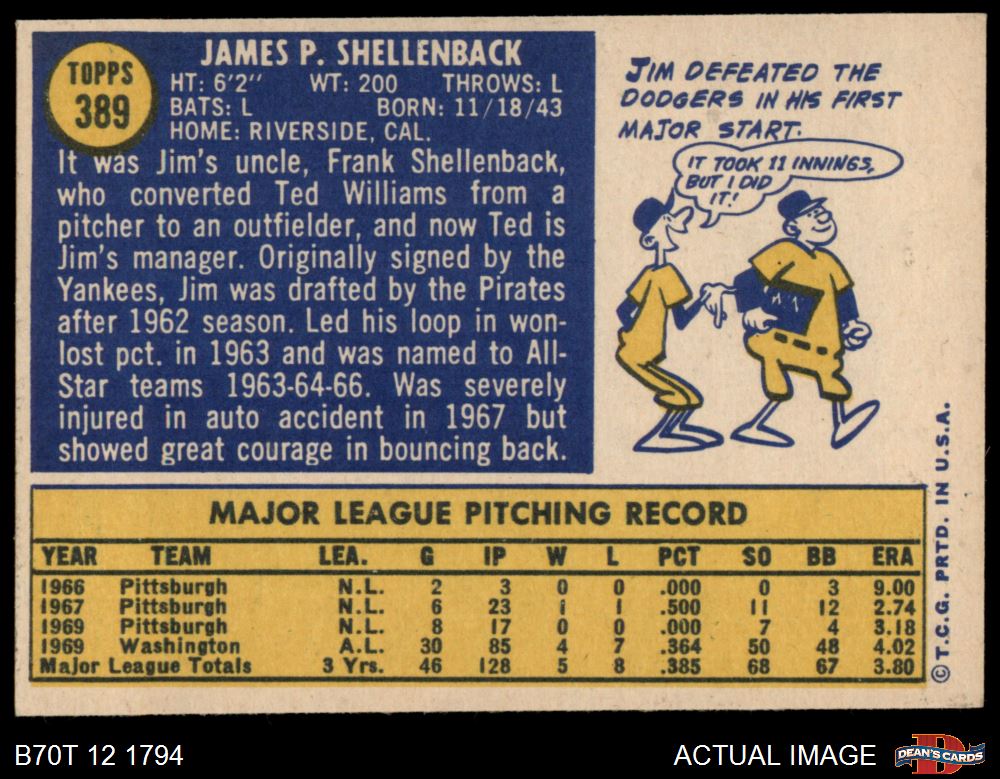 TOPPS
389
JAMES P. SHELLENBACK
HT: 6'2" WT: 200 THROWS: L
BATS: L BORN: 11/18/43
HOME: RIVERSIDE, CAL.
It was Jim's uncle, Frank Shellenback,
who converted Ted Williams from a
pitcher to an outfielder, and now Ted is
Jim's manager. Originally signed by the
Yankees, Jim was drafted by the Pirates
after 1962 season. Led his loop in won-
lost pct. in 1963 and was named to All-
Star teams 1963-64-66. Was severely
injured in auto accident in 1967 but
showed great courage in bouncing back.
JIM DEFEATED THE
DODGERS IN HIS FIRST
MAJOR START.
IT TOOK 11 INNINGS,
BUT I DID
IT!
MAJOR LEAGUE PITCHING RECORD
YEAR TEAM LEA. G IP W L PCT SO BB ERA
1966 Pittsburgh N.L. 2 3 0 0 .000 0 3 9.00
1967 Pittsburgh N.L. 6 23 1 1 .500 11 12 2.74
1969 Pittsburgh N.L. 8 17 0 0 .000 7 4 3.18
1969 Washington A.L. 30 85 4 7 .364 50 48 4.02
Major League Totals 3 Yrs. 46 128 5 8 .385 68 67 3.80
© T.C.G. PRTD. IN U.S.A.
B70T 12 1794
ACTUAL IMAGE
D
DEAN'S CARDS